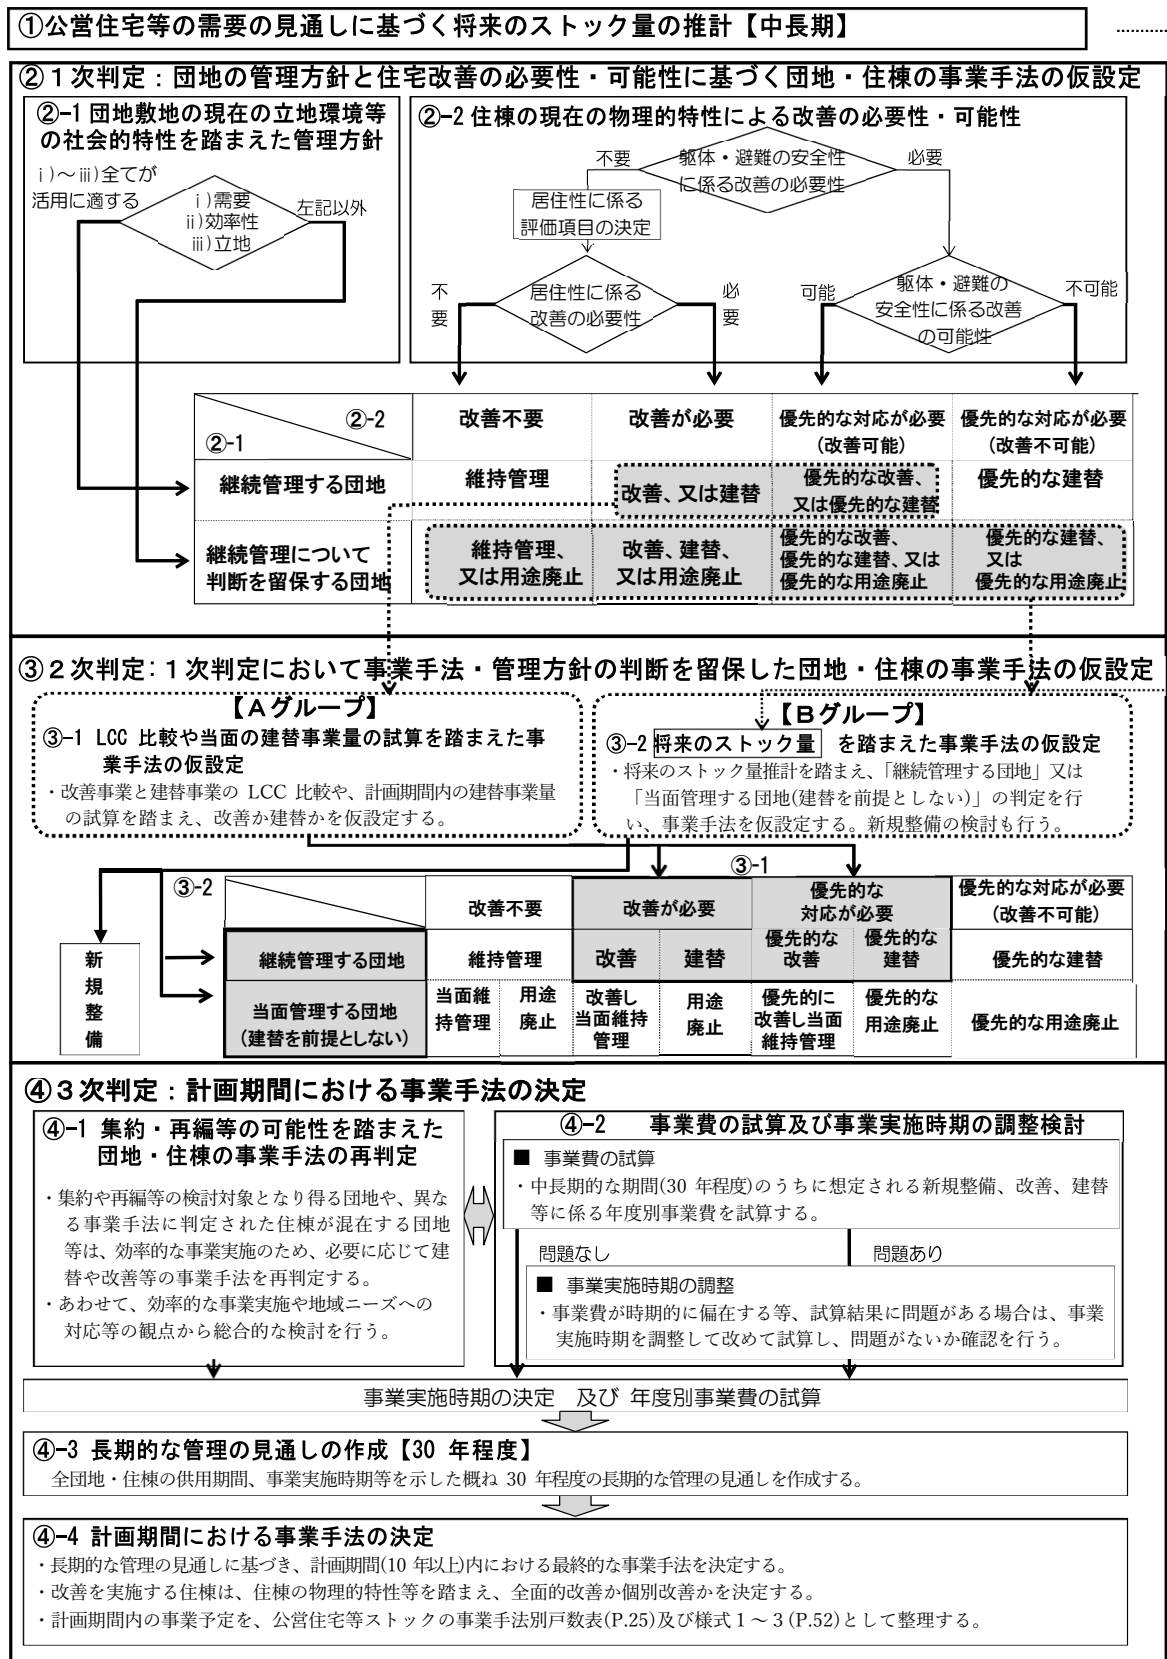 ①公営住宅等の需要の見通しに基づく将来のストック量の推計【中長期】
②１次判定：団地の管理方針と住宅改善の必要性・可能性に基づく団地・住棟の事業手法の仮設定
②-1 団地敷地の現在の立地環境等
の社会的特性を踏まえた管理方針
ⅰ)～ⅲ)全てが
活用に適する
ⅰ)需要
ⅱ)効率性
ⅲ)立地
左記以外
②-2 住棟の現在の物理的特性による改善の必要性・可能性
不要
躯体・避難の安全性
に係る改善の必要性
必要
居住性に係る
評価項目の決定
不
要
居住性に係る
改善の必要性
必
要
可能
躯体・避難の
安全性に係る改善
の可能性
不可能
②-2
②-1
改善不要
改善が必要
優先的な対応が必要
(改善可能)
優先的な対応が必要
(改善不可能)
継続管理する団地
維持管理
改善、又は建替
優先的な改善、
又は優先的な建替
優先的な建替
継続管理について
判断を留保する団地
維持管理、
又は用途廃止
改善、建替、
又は用途廃止
優先的な改善、
優先的な建替、又は
優先的な用途廃止
優先的な建替、
又は
優先的な用途廃止
③２次判定：１次判定において事業手法・管理方針の判断を留保した団地・住棟の事業手法の仮設定
【Ａグループ】
③-1 LCC 比較や当面の建替事業量の試算を踏まえた事
業手法の仮設定
・改善事業と建替事業の LCC 比較や、計画期間内の建替事業量
の試算を踏まえ、改善か建替かを仮設定する。
【Ｂグループ】
③-2 将来のストック量 を踏まえた事業手法の仮設定
・将来のストック量推計を踏まえ、「継続管理する団地」又は
「当面管理する団地(建替を前提としない)」の判定を行
い、事業手法を仮設定する。新規整備の検討も行う。
③-1
③-2
改善不要
改善が必要
優先的な
対応が必要
優先的な対応が必要
(改善不可能)
新
規
整
備
継続管理する団地
維持管理
改善
建替
優先的な
改善
優先的な
建替
優先的な建替
当面管理する団地
(建替を前提としない)
当面維
持管理
用途
廃止
改善し
当面維持
管理
用途
廃止
優先的に
改善し当面
維持管理
優先的な
用途廃止
優先的な用途廃止
④３次判定：計画期間における事業手法の決定
④-1 集約・再編等の可能性を踏まえた
団地・住棟の事業手法の再判定
・集約や再編等の検討対象となり得る団地や、異な
る事業手法に判定された住棟が混在する団地
等は、効率的な事業実施のため、必要に応じて建
替や改善等の事業手法を再判定する。
・あわせて、効率的な事業実施や地域ニーズへの
対応等の観点から総合的な検討を行う。
④-2 事業費の試算及び事業実施時期の調整検討
■ 事業費の試算
・中長期的な期間(30 年程度)のうちに想定される新規整備、改善、建替
等に係る年度別事業費を試算する。
問題なし
問題あり
■ 事業実施時期の調整
・事業費が時期的に偏在する等、試算結果に問題がある場合は、事業
実施時期を調整して改めて試算し、問題がないか確認を行う。
事業実施時期の決定 及び 年度別事業費の試算
④-3 長期的な管理の見通しの作成【30 年程度】
全団地・住棟の供用期間、事業実施時期等を示した概ね 30 年程度の長期的な管理の見通しを作成する。
④-4 計画期間における事業手法の決定
・長期的な管理の見通しに基づき、計画期間(10 年以上)内における最終的な事業手法を決定する。
・改善を実施する住棟は、住棟の物理的特性等を踏まえ、全面的改善か個別改善かを決定する。
・計画期間内の事業予定を、公営住宅等ストックの事業手法別戸数表(P.25)及び様式１～３(P.52)として整理する。